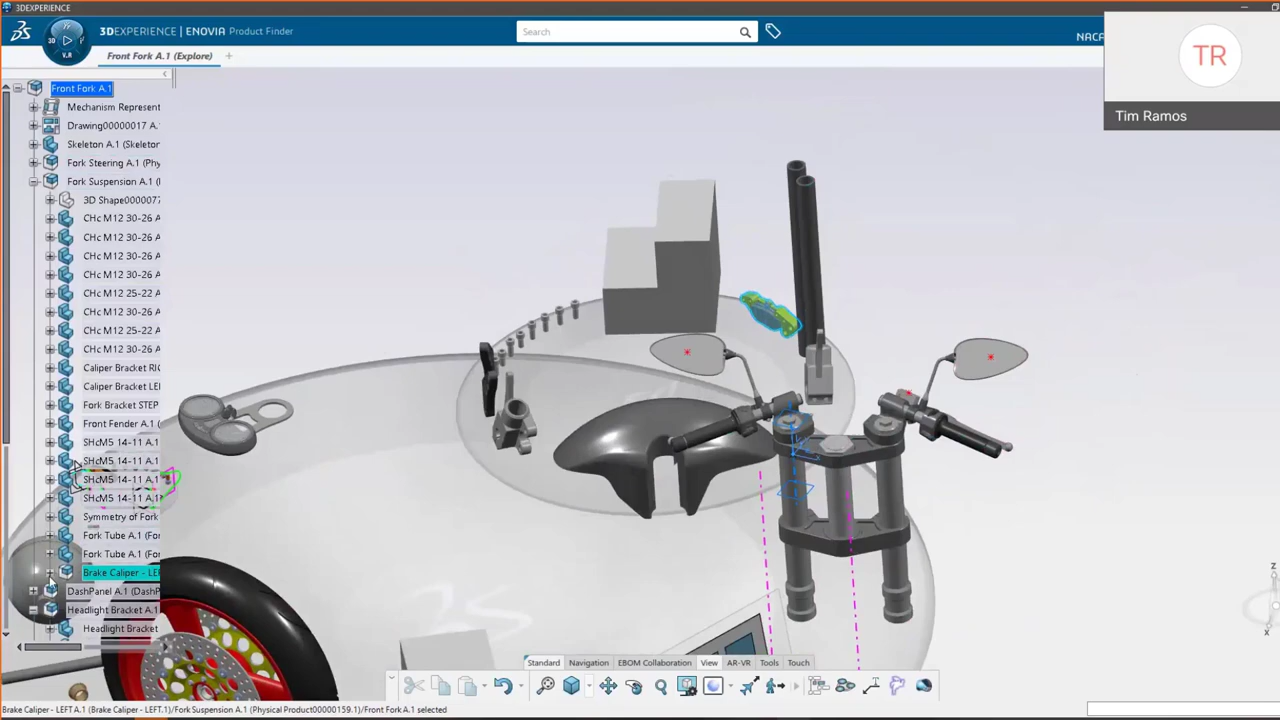 3DEXPERIENCE
3DEXPERIENCE | ENOVIA Product Finder
Search
NACA
3D
V.R
Front Fork A.1 (Explore)
TR
Tim Ramos
Front Fork A.1
Mechanism Represent
Drawing00000017 A.
Skeleton A.1 (Skeleton
Fork Steering A.1 (Phy
Fork Suspension A.1 (
3D Shape0000077
CHc M12 30-26 A
CHc M12 30-26 A
CHc M12 30-26 A
CHc M12 30-26 A
CHc M12 25-22 A
CHc M12 30-26 A
CHc M12 25-22 A
CHc M12 30-26 A
Caliper Bracket RIC
Caliper Bracket LEF
Fork Bracket STEP
Front Fender A.1 (
SHcM5 14-11 A.1
SHcM5 14-11 A.1
SHcM5 14-11 A.1
SHcM5 14-11 A.1
Symmetry of Fork
Fork Tube A.1 (For
Fork Tube A.1 (For
Brake Caliper - LEF
DashPanel A.1 (DashP
Headlight Bracket A.1
Headlight Bracket
Z
X
Standard Navigation EBOM Collaboration View AR-VR Tools Touch
Brake Caliper - LEFT A.1 (Brake Caliper - LEFT.1)/Fork Suspension A.1 (Physical Product00000159.1)/Front Fork A.1 selected